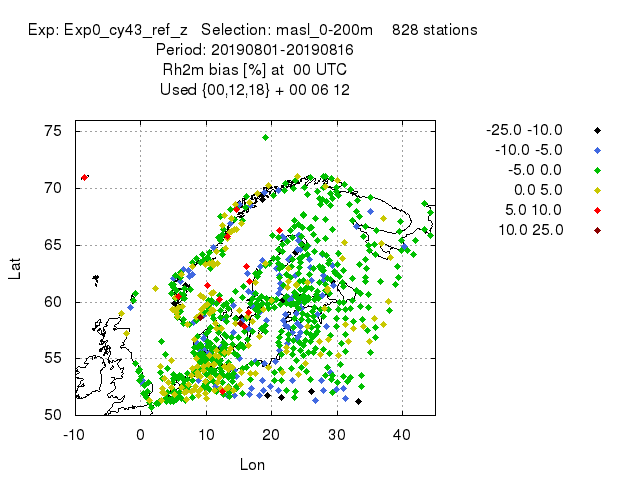 Exp: Exp0_cy43_ref_z Selection: masl_0-200m 828 stations
Period: 20190801-20190816
Rh2m bias [%] at 00 UTC
Used {00,12,18} + 00 06 12
-25.0 -10.0
-10.0 -5.0
-5.0 0.0
0.0 5.0
5.0 10.0
10.0 25.0
75
70
65
60
55
50
Lat
-10 0 10 20 30 40
Lon